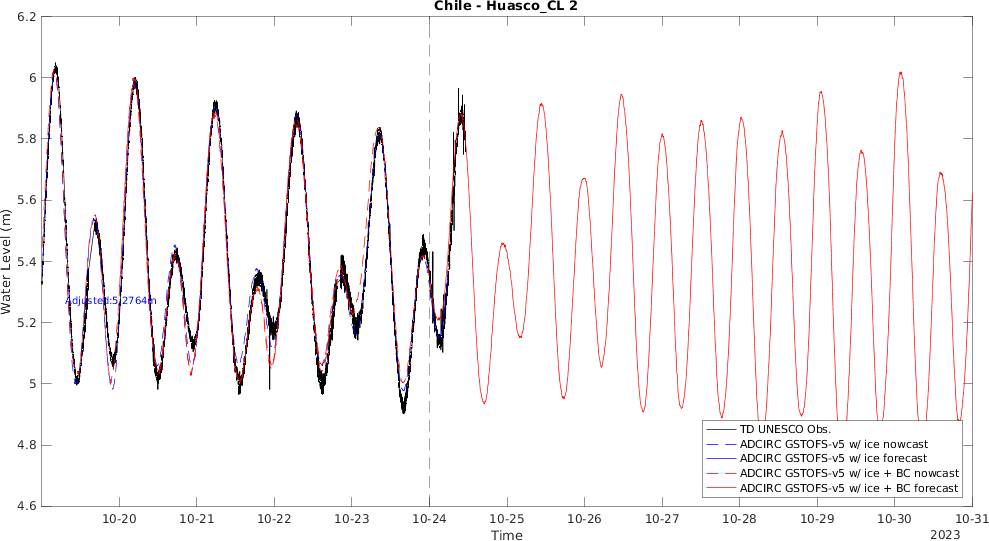 Chile - Huasco_CL 2
Water Level (m)
6.2
6
5.8
5.6
5.4
5.2
5
4.8
4.6
Adjusted:5.2764m
TD UNESCO Obs.
ADCIRC GSTOFS-v5 w/ ice nowcast
ADCIRC GSTOFS-v5 w/ ice forecast
ADCIRC GSTOFS-v5 w/ ice + BC nowcast
ADCIRC GSTOFS-v5 w/ ice + BC forecast
10-20 10-21 10-22 10-23 10-24 10-25 10-26 10-27 10-28 10-29 10-30 10-31
Time
2023